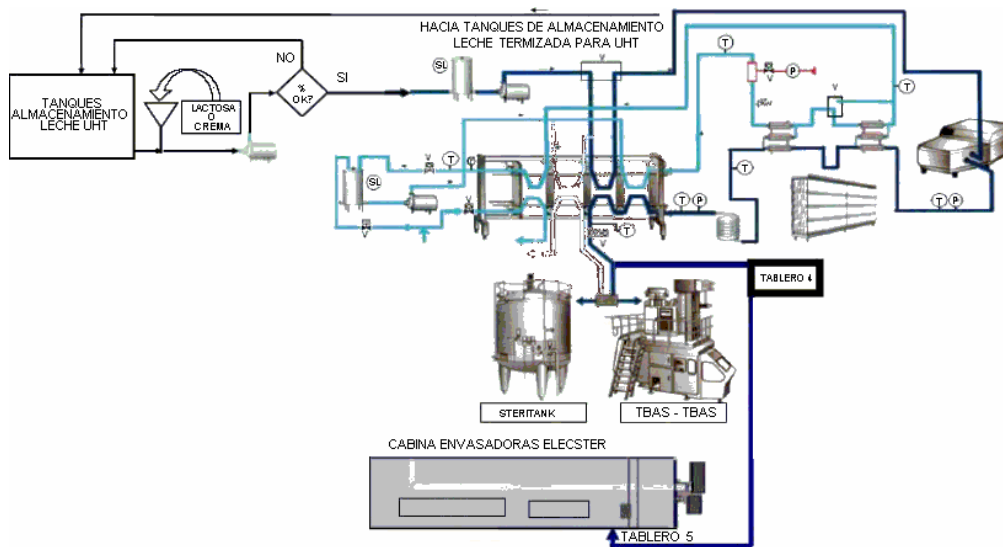 HACIA TANQUES DE ALMACENAMIENTO
LECHE TERMIZADA PARA UHT
NO
SI
%
OK?
TANQUES
ALMACENAMIENTO
LECHE UHT
LACTOSA
O
CREMA
SL
V
T
P
V
T
T
V
T
SL
V
V
T
P
T
T
P
T
V
TABLERO 4
STERITANK
TBAS - TBAS
CABINA ENVASADORAS ELECSTER
TABLERO 5